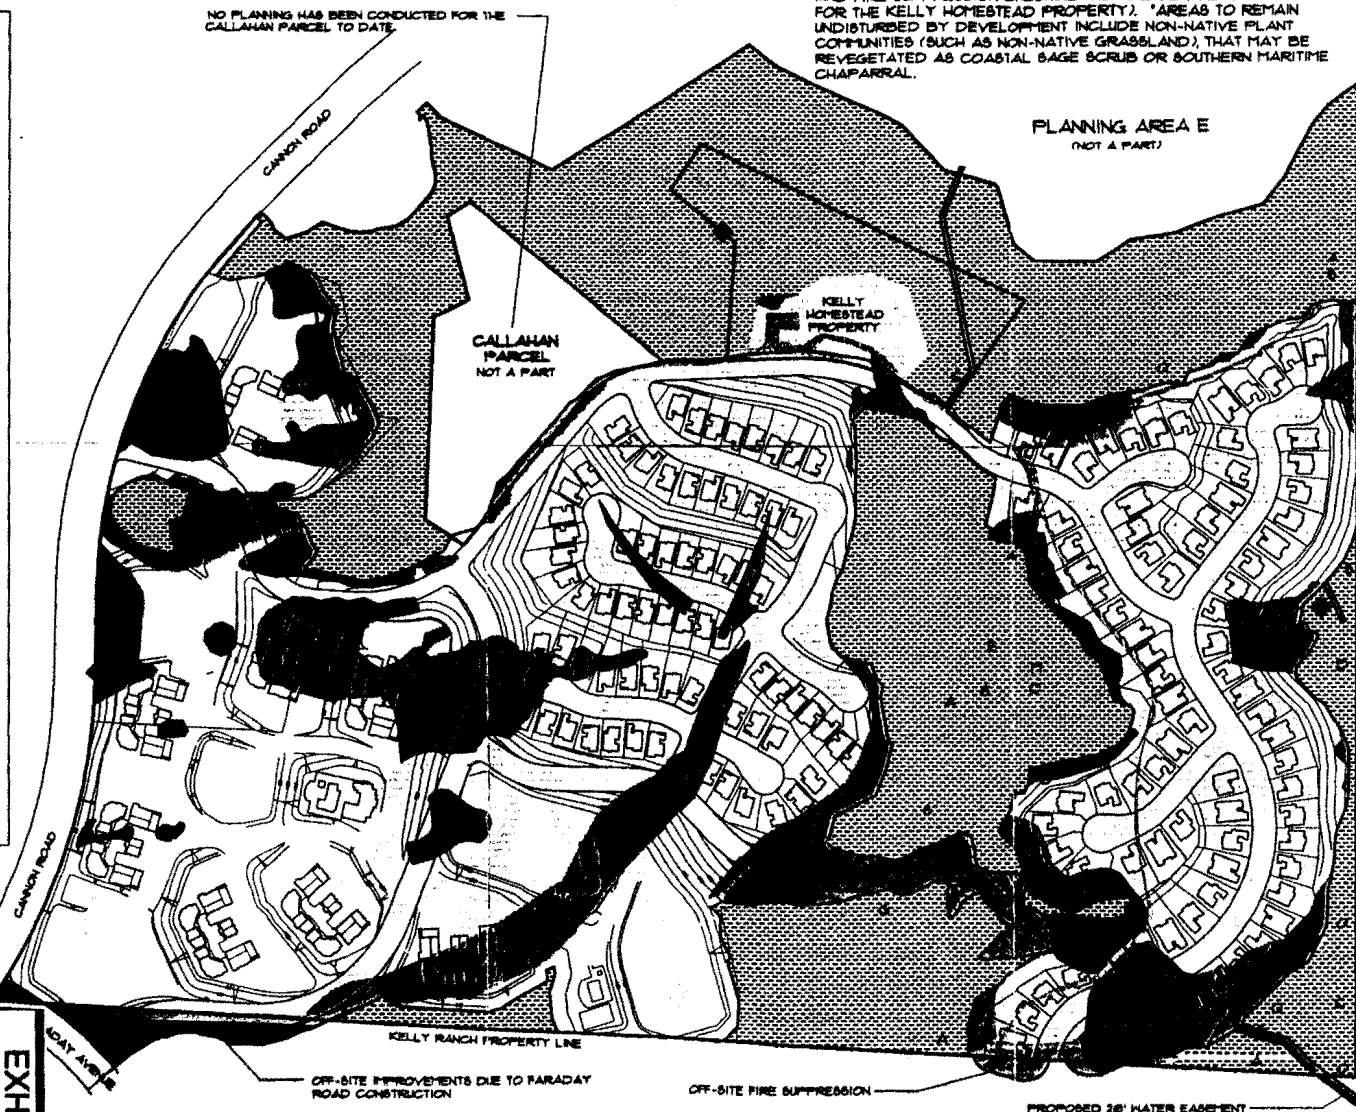 NO PLANNING HAS BEEN CONDUCTED FOR THE
CALLAHAN PARCEL TO DATE.
FOR THE KELLY HOMESTEAD PROPERTY). *AREAS TO REMAIN
UNDISTURBED BY DEVELOPMENT INCLUDE NON-NATIVE PLANT
COMMUNITIES (SUCH AS NON-NATIVE GRASSLAND), THAT MAY BE
REVEGETATED AS COASTAL SAGE SCRUB OR SOUTHERN MARITIME
CHAPARRAL.
PLANNING AREA E
(NOT A PART)
CANNON ROAD
KELLY
HOMESTEAD
PROPERTY
CALLAHAN
PARCEL
NOT A PART
CANNON ROAD
KELLY RANCH PROPERTY LINE
ADAY AVENUE
EXH
OFF-SITE IMPROVEMENTS DUE TO FARADAY
ROAD CONSTRUCTION
OFF-SITE FIRE SUPPRESSION
PROPOSED 20' WATER EASEMENT